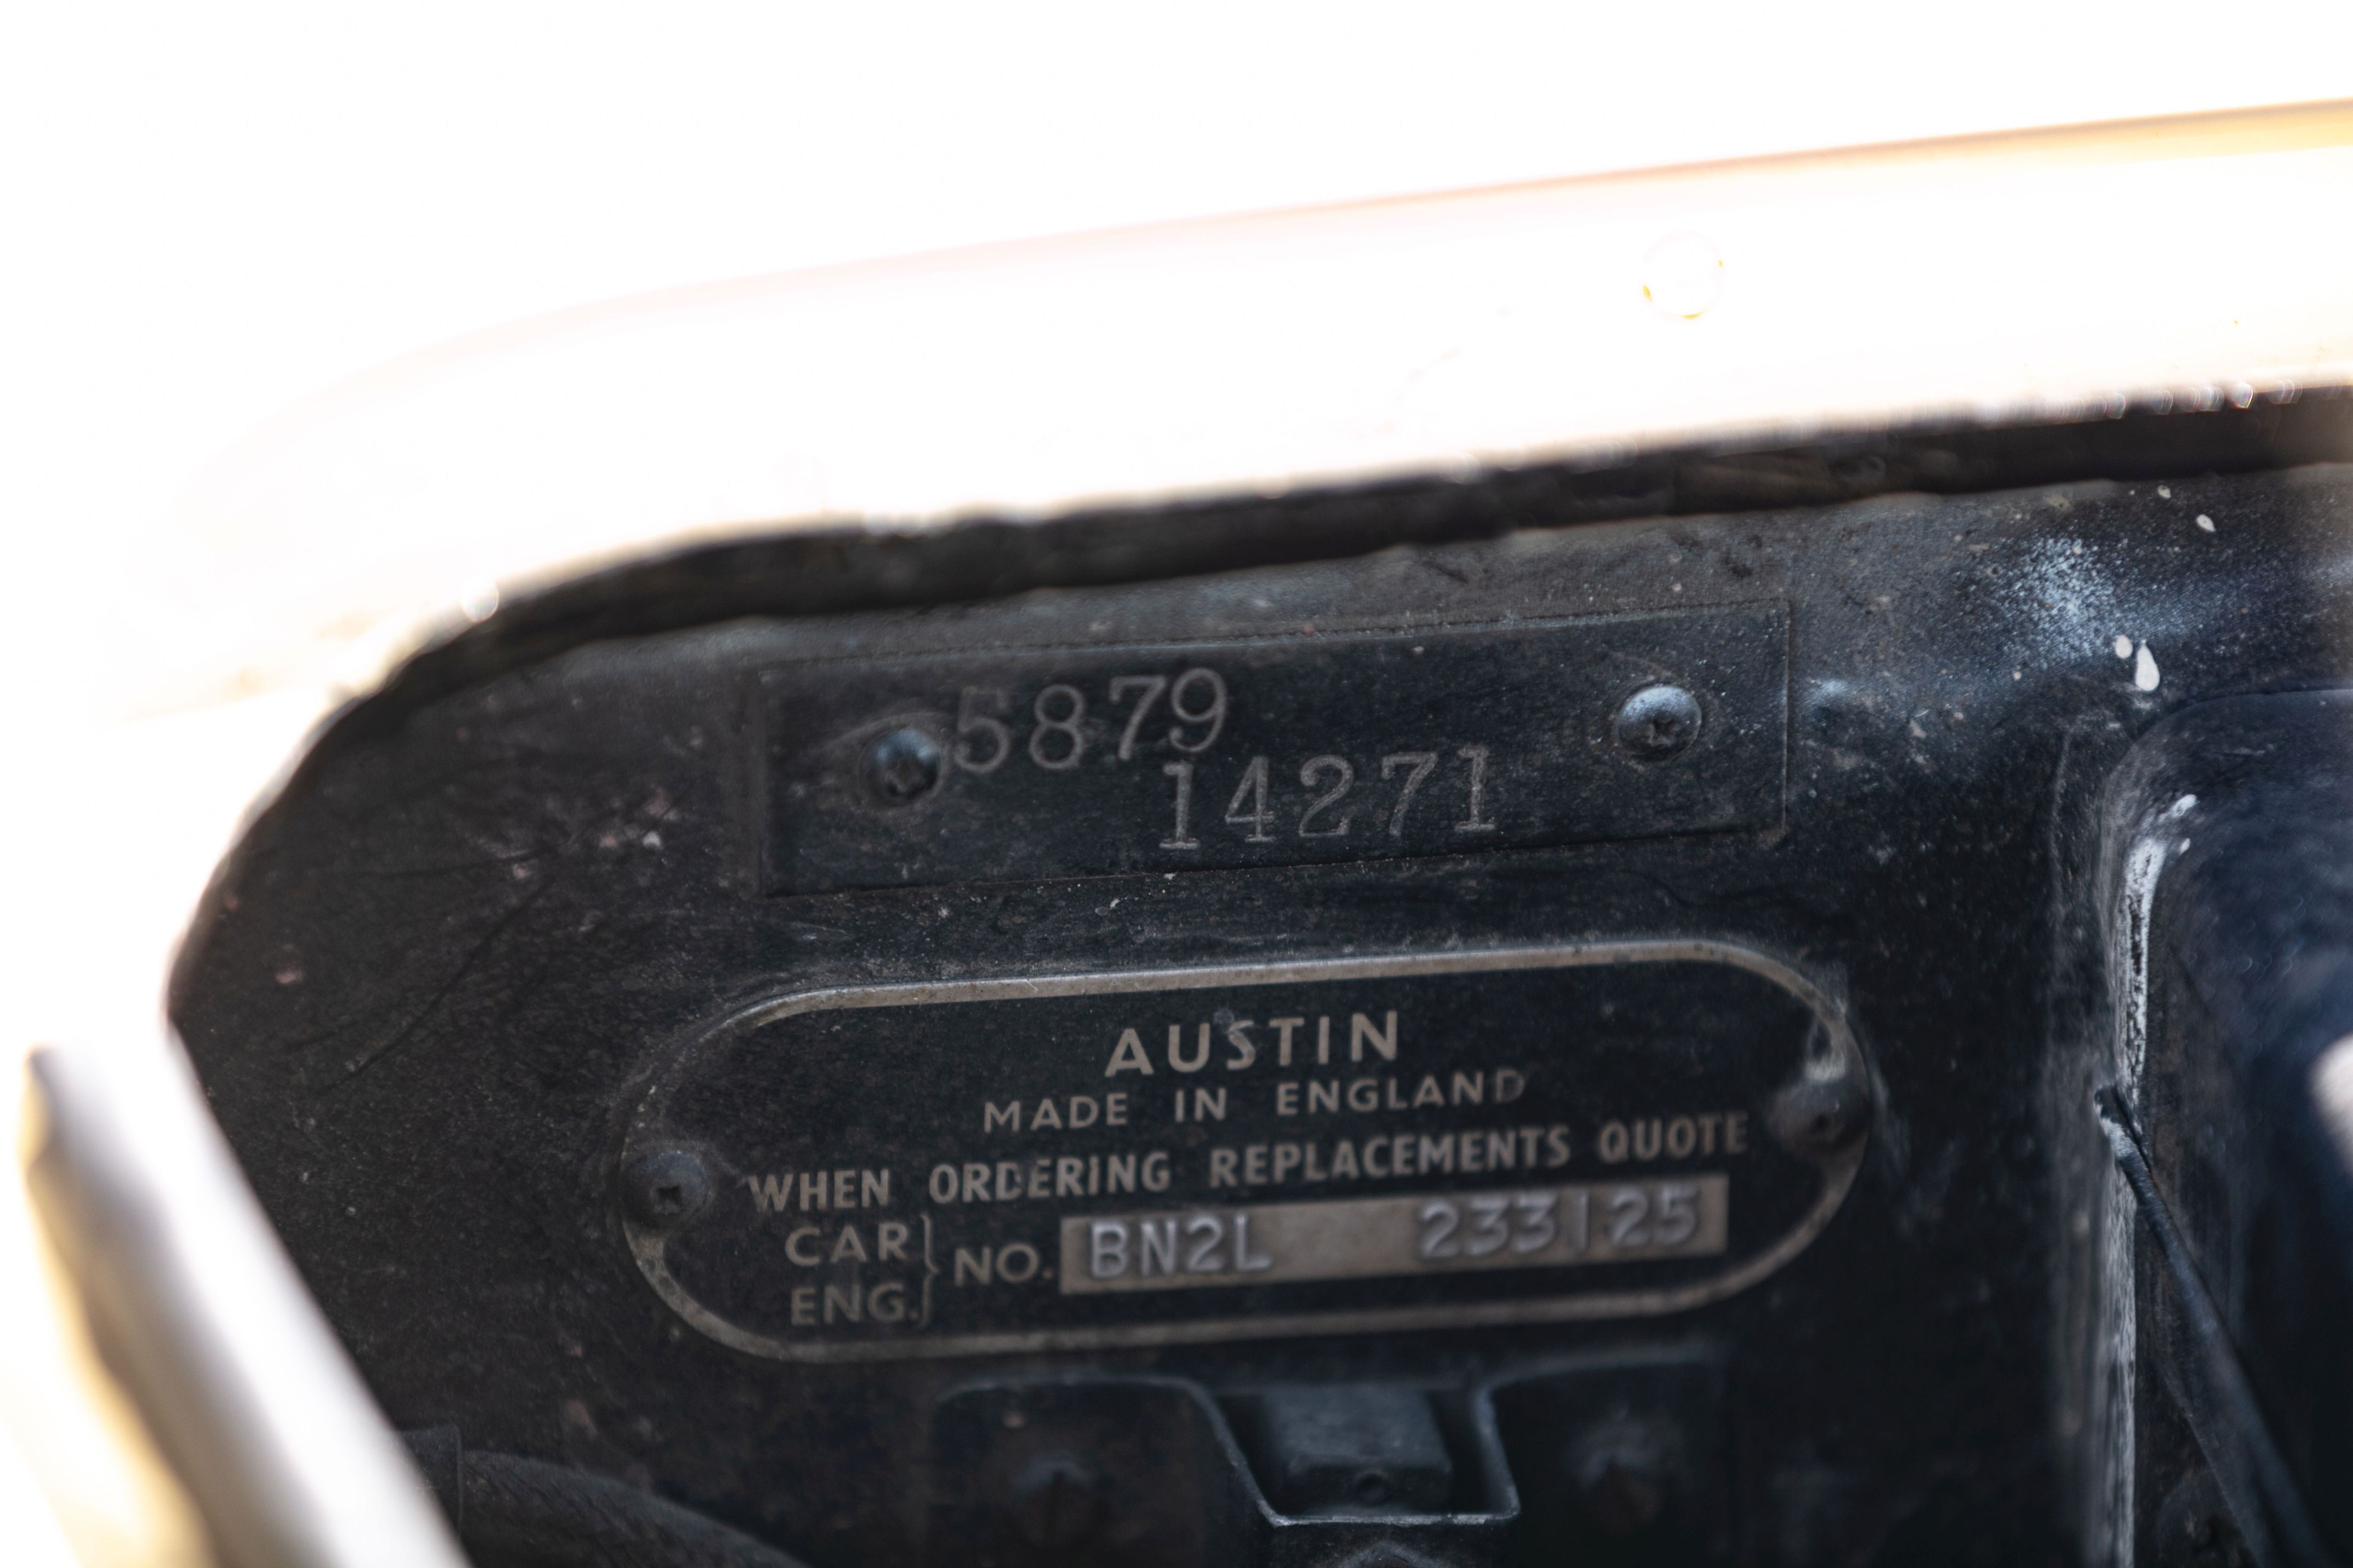 5879
14271
AUSTIN
MADE IN ENGLAND
WHEN ORDERING REPLACEMENTS QUOTE
CAR
ENG. } NO. BN2L 233125